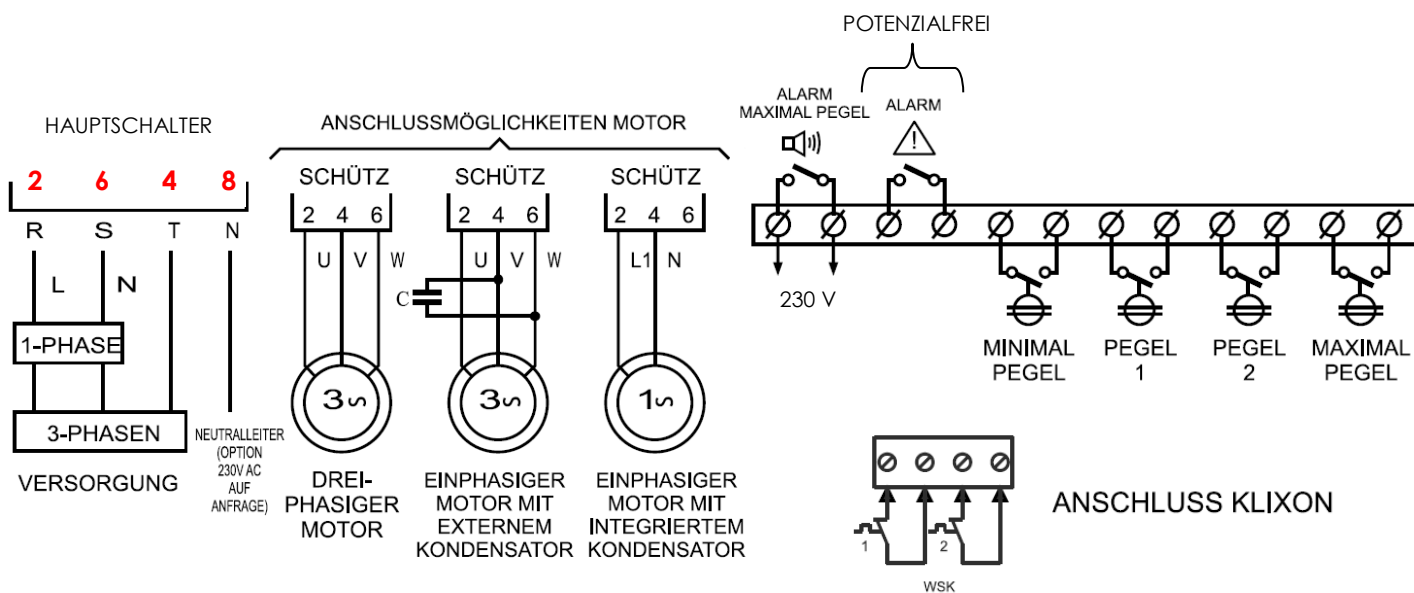 POTENZIALFREI
ALARM
MAXIMAL PEGEL
ALARM
230 V
MINIMAL
PEGEL
PEGEL
1
PEGEL
2
MAXIMAL
PEGEL
HAUPTSCHALTER
2 6 4 8
R S T N
L N
1-PHASE
3-PHASEN
VERSORGUNG
NEUTRALLEITER
(OPTION
230V AC
AUF
ANFRAGE)
ANSCHLUSSMÖGLICHKEITEN MOTOR
SCHÜTZ
2 4 6
U V W
3∾
DREI-
PHASIGER
MOTOR
SCHÜTZ
2 4 6
U V W
C
3∾
EINPHASIGER
MOTOR MIT
EXTERNEM
KONDENSATOR
SCHÜTZ
2 4 6
L1 N
1∾
EINPHASIGER
MOTOR MIT
INTEGRIERTEM
KONDENSATOR
1 2
WSK
ANSCHLUSS KLIXON